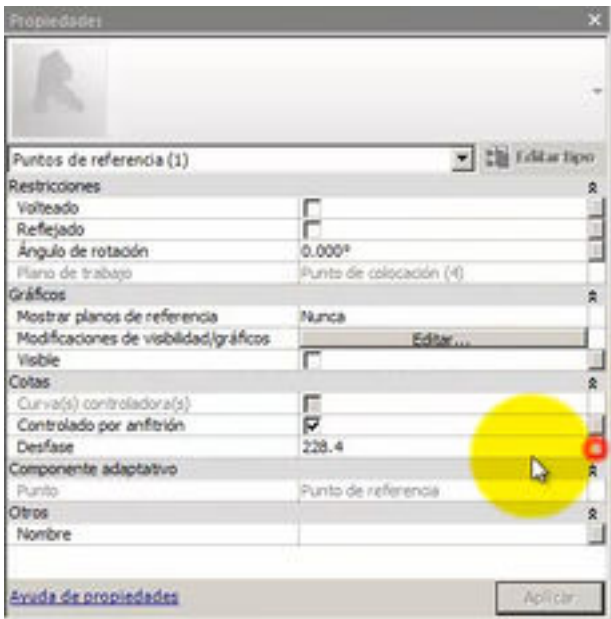 Propiedades
Puntos de referencia (1)
Editar tipo
Restricciones
Volteado
Reflejado
Ángulo de rotación 0.000°
Plano de trabajo Punto de colocación (4)
Gráficos
Mostrar planos de referencia Nunca
Modificaciones de visibilidad/gráficos Editar...
Visible
Cotas
Curva(s) controladora(s)
Controlado por anfitrión
Desfase 228.4
Componente adaptativo
Punto Punto de referencia
Otros
Nombre
Ayuda de propiedades Aplicar